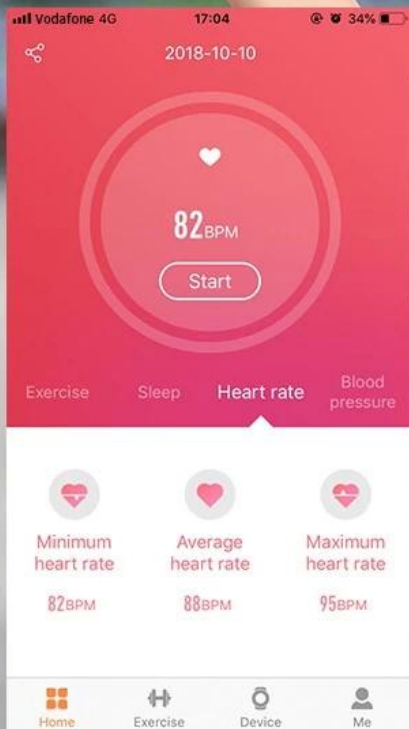 Vodafone 4G 17:04 34%
2018-10-10
82BPM
Start
Exercise Sleep Heart rate Blood pressure
Minimum heart rate
Average heart rate
Maximum heart rate
82BPM 88BPM 95BPM
Home Exercise Device Me